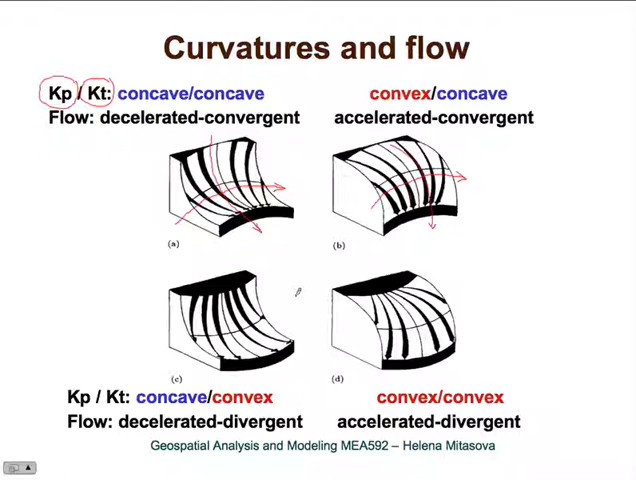 Curvatures and flow
Kp / Kt: concave/concave
convex/concave
Flow: decelerated-convergent
accelerated-convergent
(a)
(b)
(c)
(d)
Kp / Kt: concave/convex
convex/convex
Flow: decelerated-divergent
accelerated-divergent
Geospatial Analysis and Modeling MEA592 – Helena Mitasova